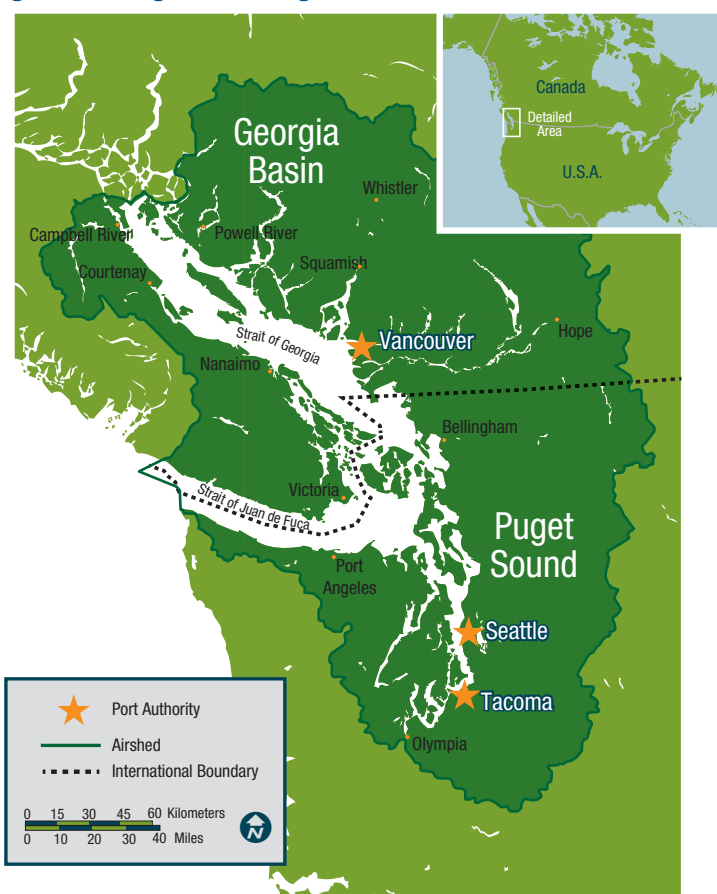 Canada
Detailed
Area
U.S.A.
Georgia
Basin
Whistler
Campbell River
Powell River
Courtenay
Squamish
Strait of Georgia
Vancouver
Hope
Nanaimo
Bellingham
Victoria
Strait of Juan de Fuca
Puget
Sound
Port
Angeles
Seattle
Tacoma
Olympia
Port Authority
Airshed
International Boundary
0 15 30 45 60 Kilometers
0 10 20 30 40 Miles
N